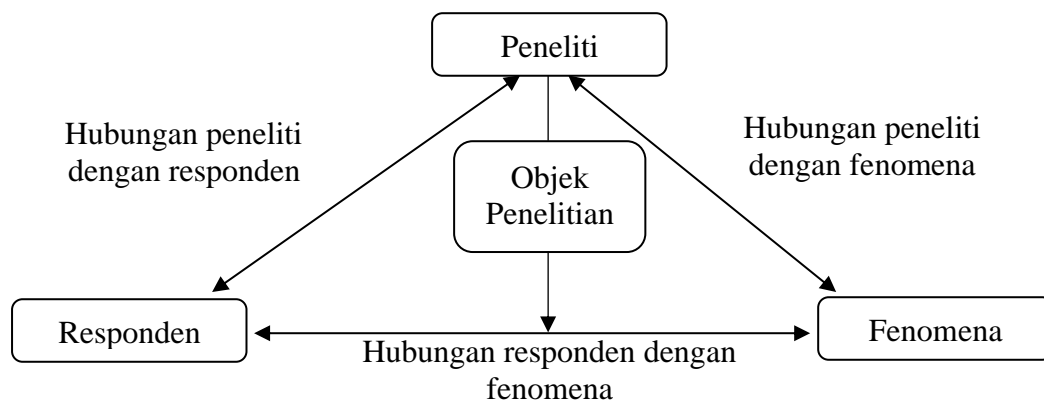 Peneliti
Hubungan peneliti
dengan responden
Hubungan peneliti
dengan fenomena
Objek
Penelitian
Responden
Fenomena
Hubungan responden dengan
fenomena